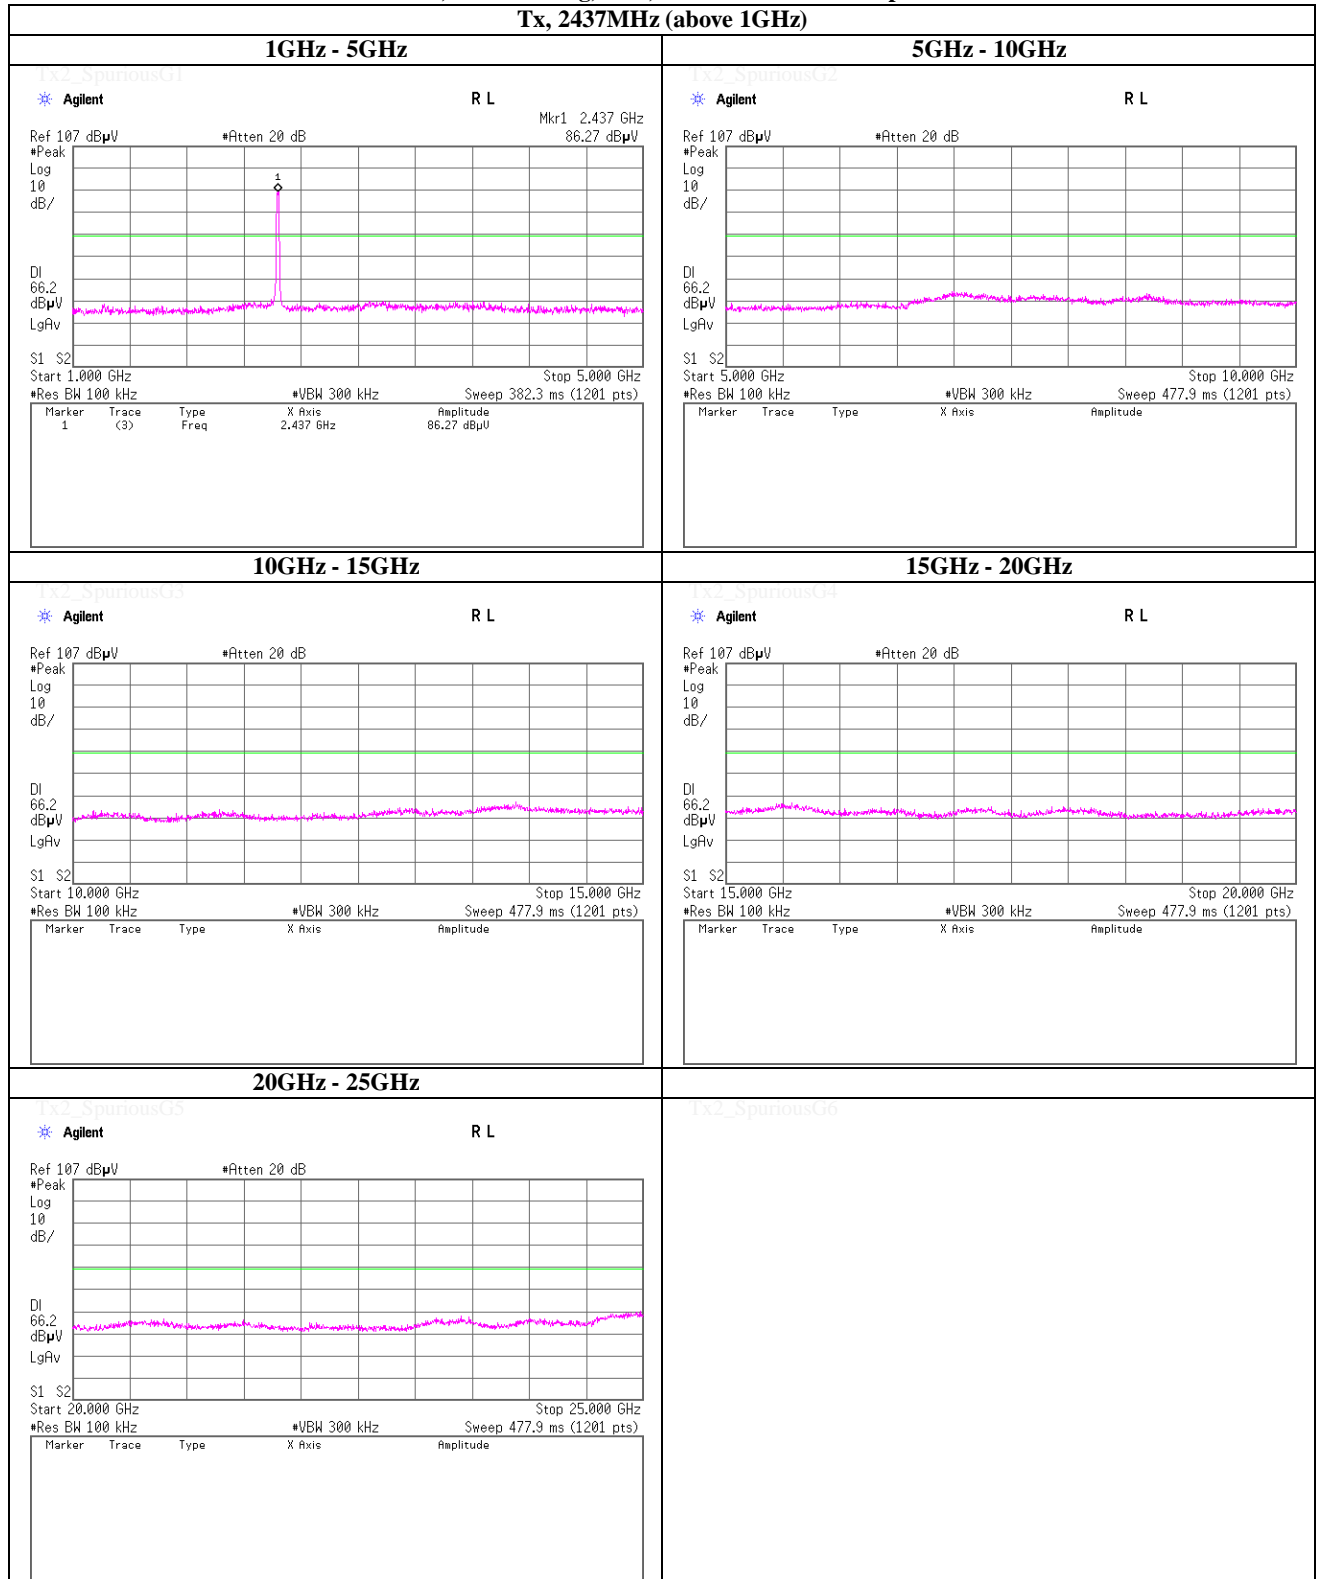 Tx, 2437MHz (above 1GHz)
1GHz - 5GHz
5GHz - 10GHz
Tx2_SpuriousG1
Agilent
R L
Mkr1 2.437 GHz
Ref 107 dBµV
#Atten 20 dB
86.27 dBµV
#Peak
Log
10
dB/
1
DI
66.2
dBµV
LgAv
S1 S2
Start 1.000 GHz
Stop 5.000 GHz
#Res BW 100 kHz
#VBW 300 kHz
Sweep 382.3 ms (1201 pts)
Marker Trace Type X Axis Amplitude
1 (3) Freq 2.437 GHz 86.27 dBµV
Tx2_SpuriousG2
Agilent
R L
Ref 107 dBµV
#Atten 20 dB
#Peak
Log
10
dB/
DI
66.2
dBµV
LgAv
S1 S2
Start 5.000 GHz
Stop 10.000 GHz
#Res BW 100 kHz
#VBW 300 kHz
Sweep 477.9 ms (1201 pts)
Marker Trace Type X Axis Amplitude
10GHz - 15GHz
15GHz - 20GHz
Tx2_SpuriousG3
Agilent
R L
Ref 107 dBµV
#Atten 20 dB
#Peak
Log
10
dB/
DI
66.2
dBµV
LgAv
S1 S2
Start 10.000 GHz
Stop 15.000 GHz
#Res BW 100 kHz
#VBW 300 kHz
Sweep 477.9 ms (1201 pts)
Marker Trace Type X Axis Amplitude
Tx2_SpuriousG4
Agilent
R L
Ref 107 dBµV
#Atten 20 dB
#Peak
Log
10
dB/
DI
66.2
dBµV
LgAv
S1 S2
Start 15.000 GHz
Stop 20.000 GHz
#Res BW 100 kHz
#VBW 300 kHz
Sweep 477.9 ms (1201 pts)
Marker Trace Type X Axis Amplitude
20GHz - 25GHz
Tx2_SpuriousG5
Agilent
R L
Ref 107 dBµV
#Atten 20 dB
#Peak
Log
10
dB/
DI
66.2
dBµV
LgAv
S1 S2
Start 20.000 GHz
Stop 25.000 GHz
#Res BW 100 kHz
#VBW 300 kHz
Sweep 477.9 ms (1201 pts)
Marker Trace Type X Axis Amplitude
Tx2_SpuriousG6